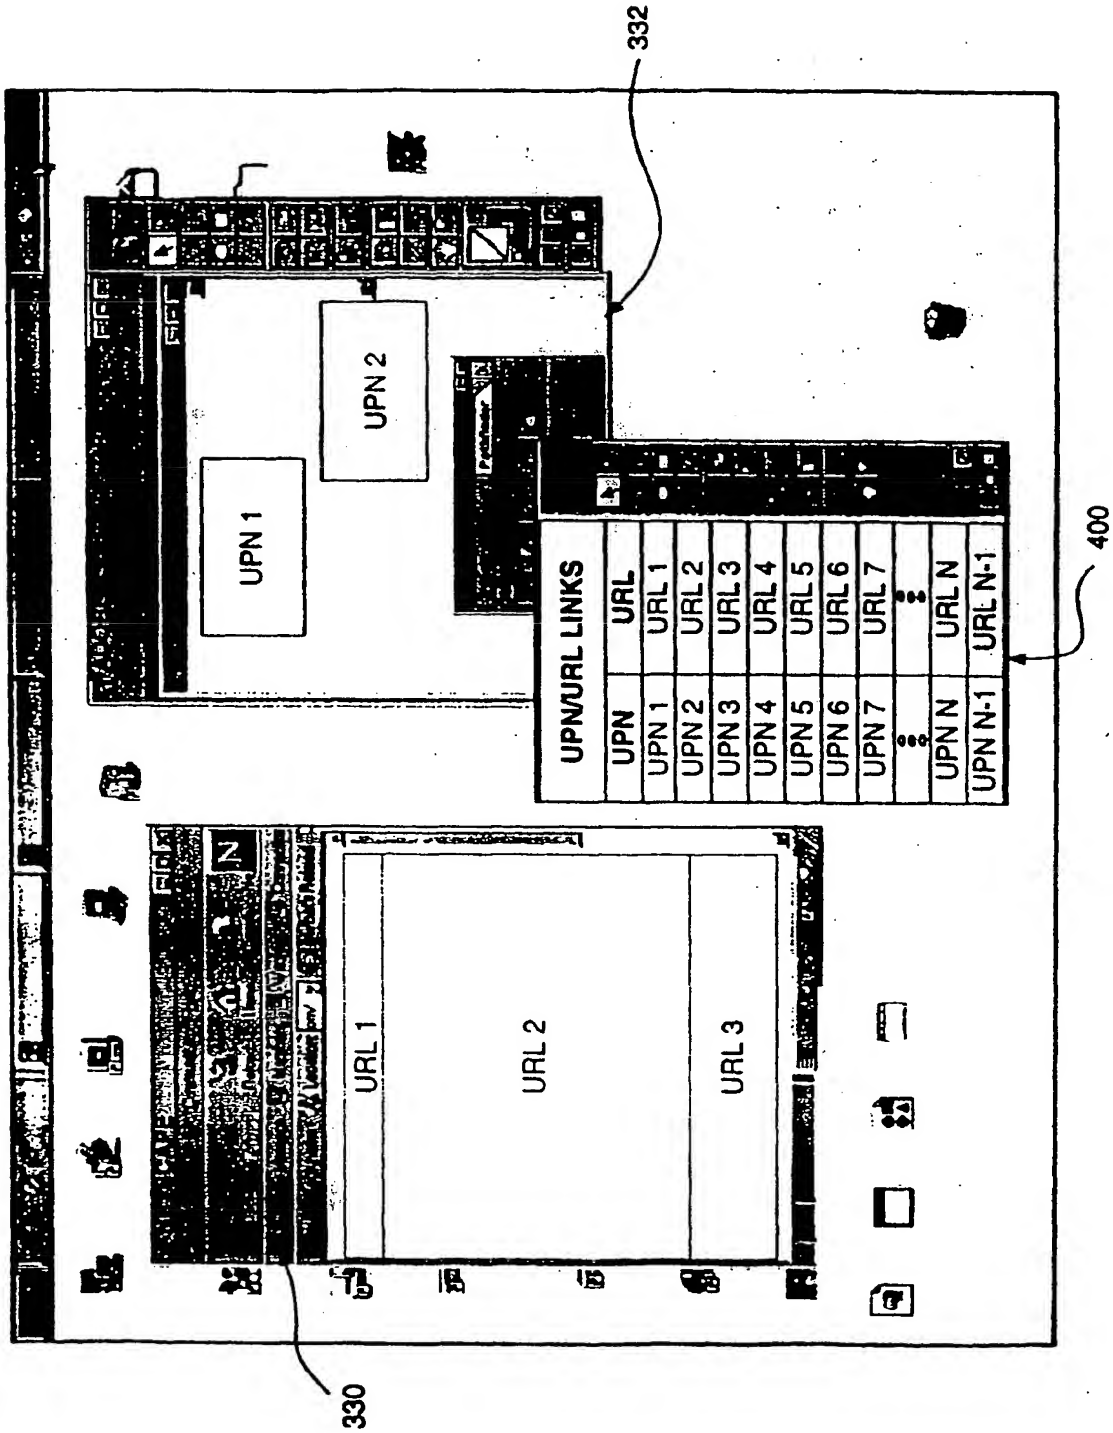 330
332
400
N
Location
URL 1
URL 2
URL 3
UPN 1
UPN 2
Pathfinder
UPN/URL LINKS
UPN URL
UPN 1 URL 1
UPN 2 URL 2
UPN 3 URL 3
UPN 4 URL 4
UPN 5 URL 5
UPN 6 URL 6
UPN 7 URL 7
UPN N URL N
UPN N-1 URL N-1